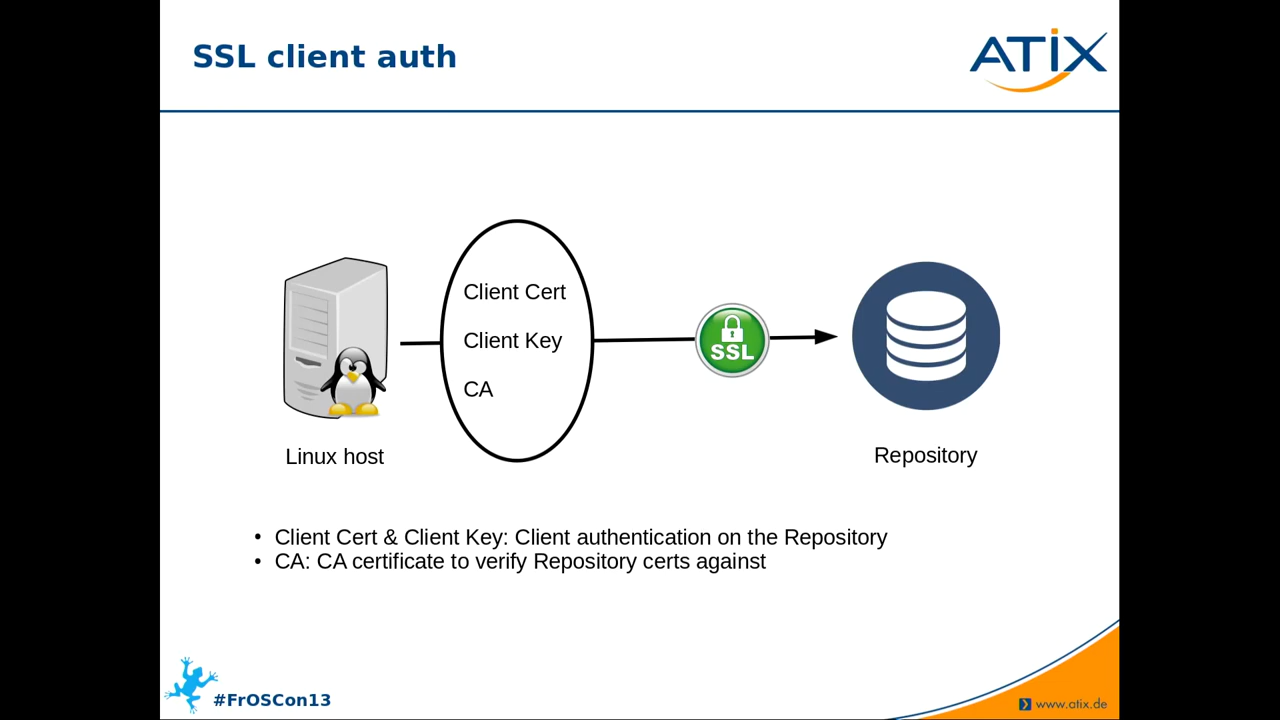 SSL client auth
ATIX
Client Cert
Client Key
CA
SSL
Linux host
Repository
• Client Cert & Client Key: Client authentication on the Repository
• CA: CA certificate to verify Repository certs against
#FrOSCon13
www.atix.de